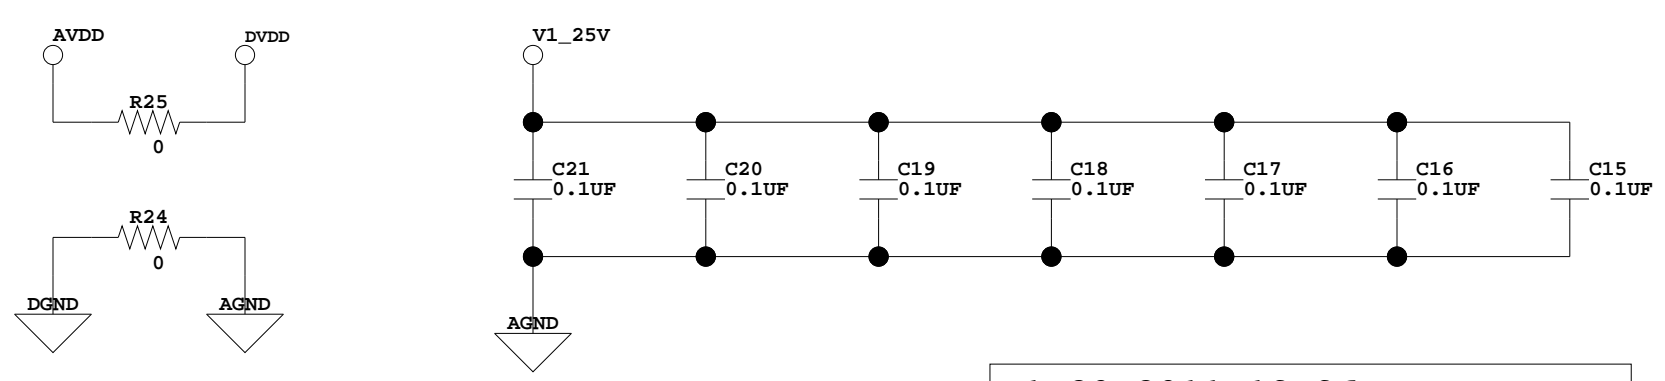 AVDD
DVDD
V1_25V
R25
0
C21
0.1UF
C20
0.1UF
C19
0.1UF
C18
0.1UF
C17
0.1UF
C16
0.1UF
C15
0.1UF
R24
0
DGND
AGND
AGND